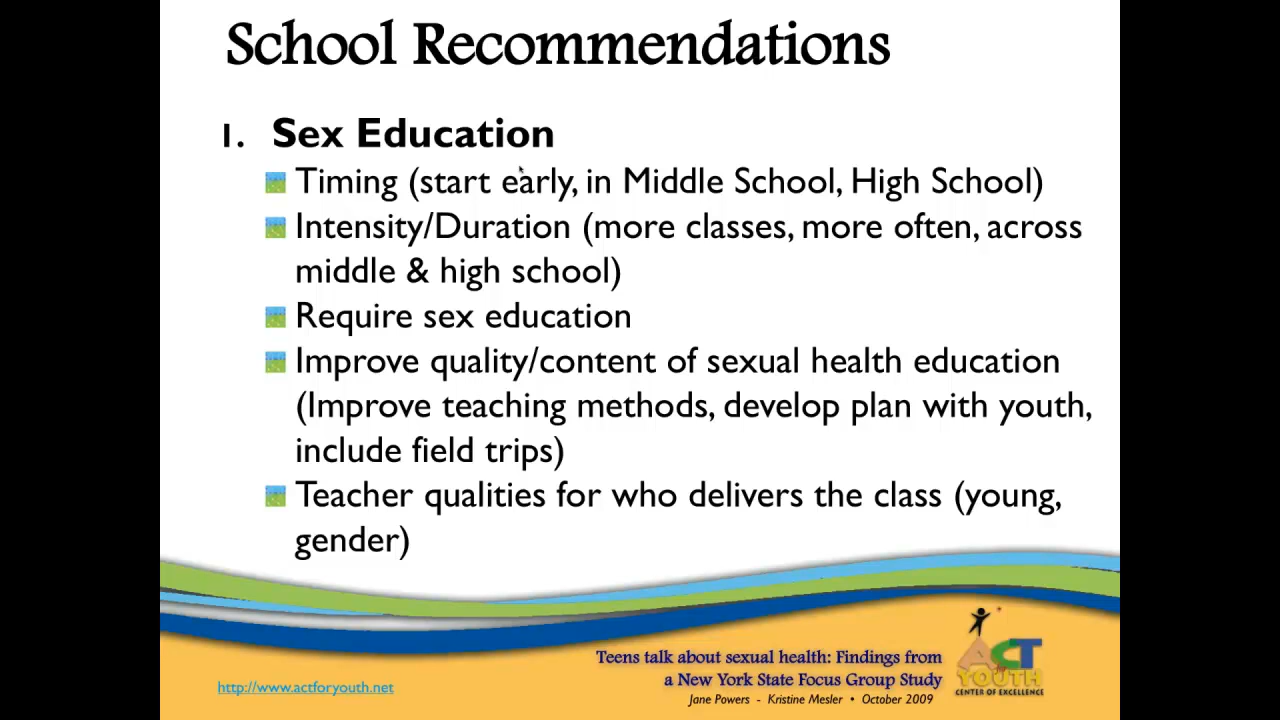 School Recommendations
1. Sex Education
Timing (start early, in Middle School, High School)
Intensity/Duration (more classes, more often, across
middle & high school)
Require sex education
Improve quality/content of sexual health education
(Improve teaching methods, develop plan with youth,
include field trips)
Teacher qualities for who delivers the class (young,
gender)
Teens talk about sexual health: Findings from
a New York State Focus Group Study
Jane Powers - Kristine Mesler • October 2009
http://www.actforyouth.net
ACT
for
YOUTH
CENTER OF EXCELLENCE